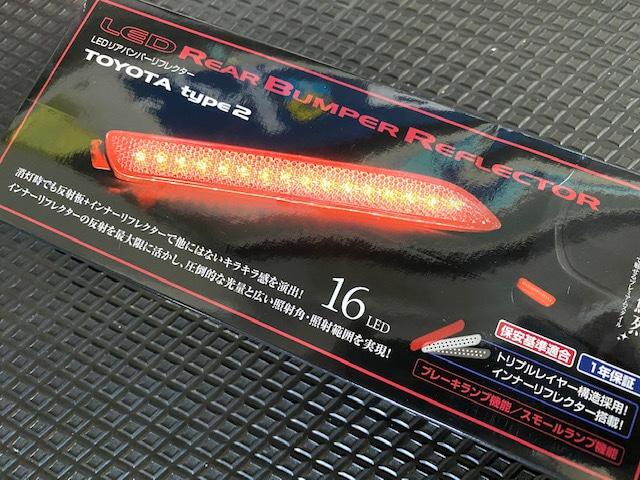 LED REAR BUMPER REFLECTOR
LEDリアバンパーリフレクター
TOYOTA type2
消灯時でも反射板+インナーリフレクターで他にはないキラキラ感を演出!
インナーリフレクターの反射を最大限に活かし、圧倒的な光量と広い照射角・照射範囲を実現!
16 LED
保安基準適合
1年保証
トリプルレイヤー構造採用!
インナーリフレクター搭載!
ブレーキランプ機能/スモールランプ機能